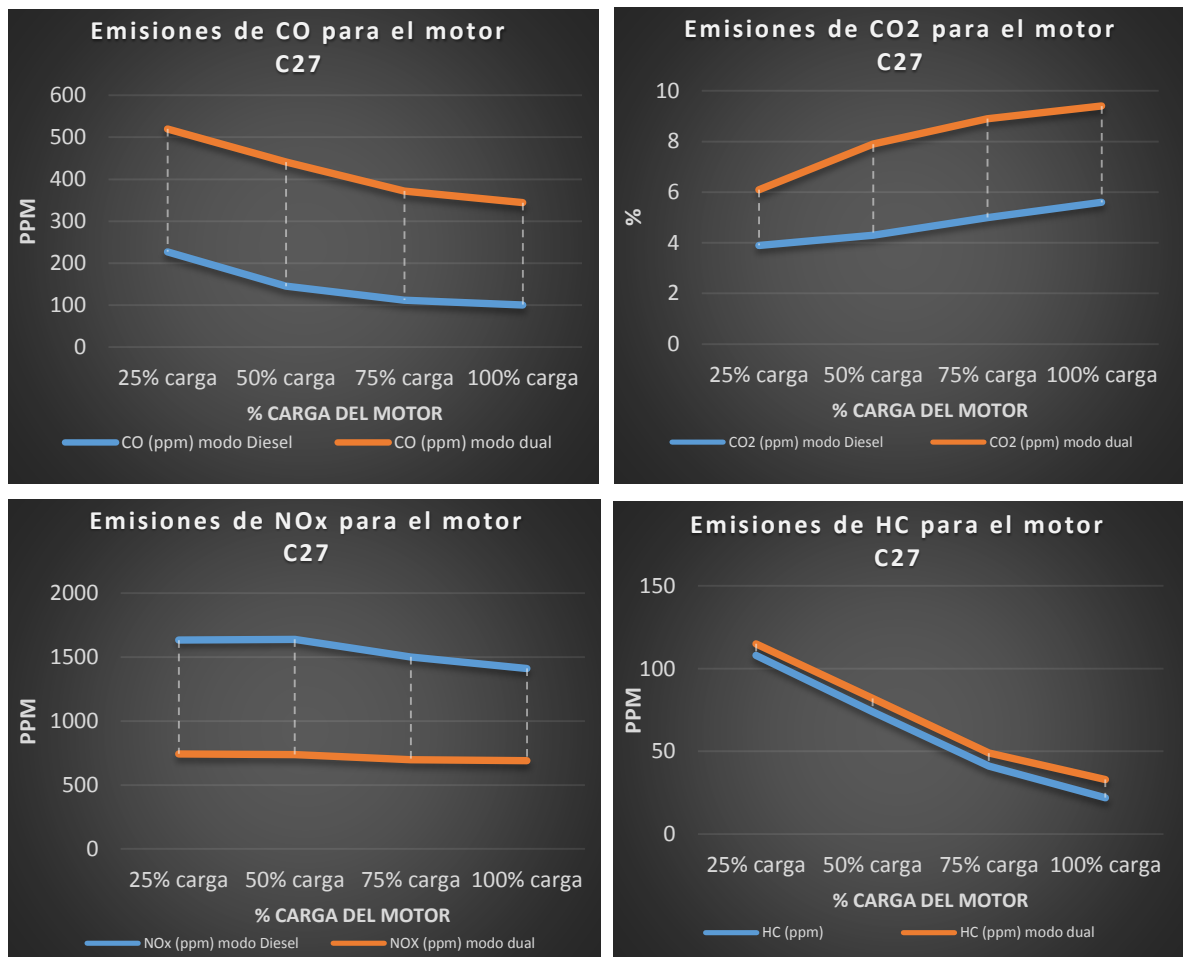 Emisiones de CO para el motor
C27
600
500
400
300
200
100
0
PPM
25% carga 50% carga 75% carga 100% carga
% CARGA DEL MOTOR
CO (ppm) modo Diesel CO (ppm) modo dual
Emisiones de CO2 para el motor
C27
10
8
6
4
2
0
%
25% carga 50% carga 75% carga 100% carga
% CARGA DEL MOTOR
CO2 (ppm) modo Diesel CO2 (ppm) modo dual
Emisiones de NOx para el motor
C27
2000
1500
1000
500
0
PPM
25% carga 50% carga 75% carga 100% carga
% CARGA DEL MOTOR
NOx (ppm) modo Diesel NOX (ppm) modo dual
Emisiones de HC para el motor
C27
150
100
50
0
PPM
25% carga 50% carga 75% carga 100% carga
% CARGA DEL MOTOR
HC (ppm) HC (ppm) modo dual